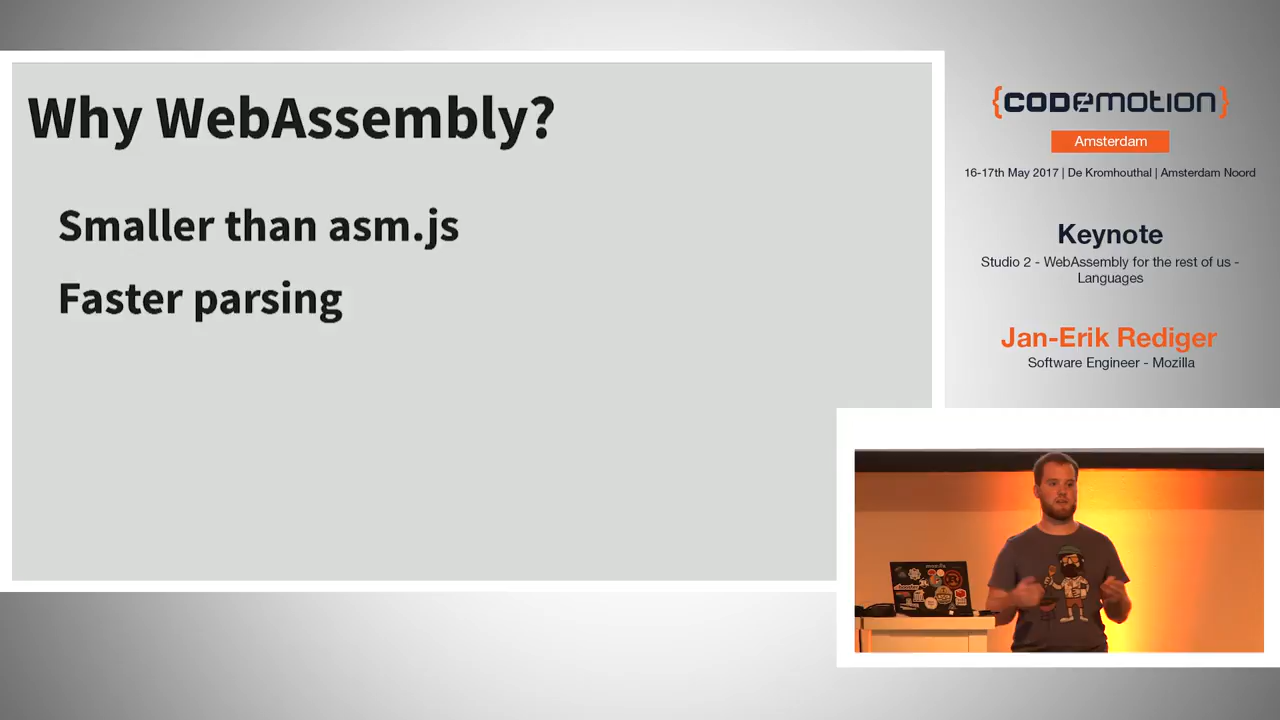 Why WebAssembly?
Smaller than asm.js
Faster parsing
{CODEMOTION}
Amsterdam
16-17th May 2017 | De Kromhouthal | Amsterdam Noord
Keynote
Studio 2 - WebAssembly for the rest of us -
Languages
Jan-Erik Rediger
Software Engineer - Mozilla